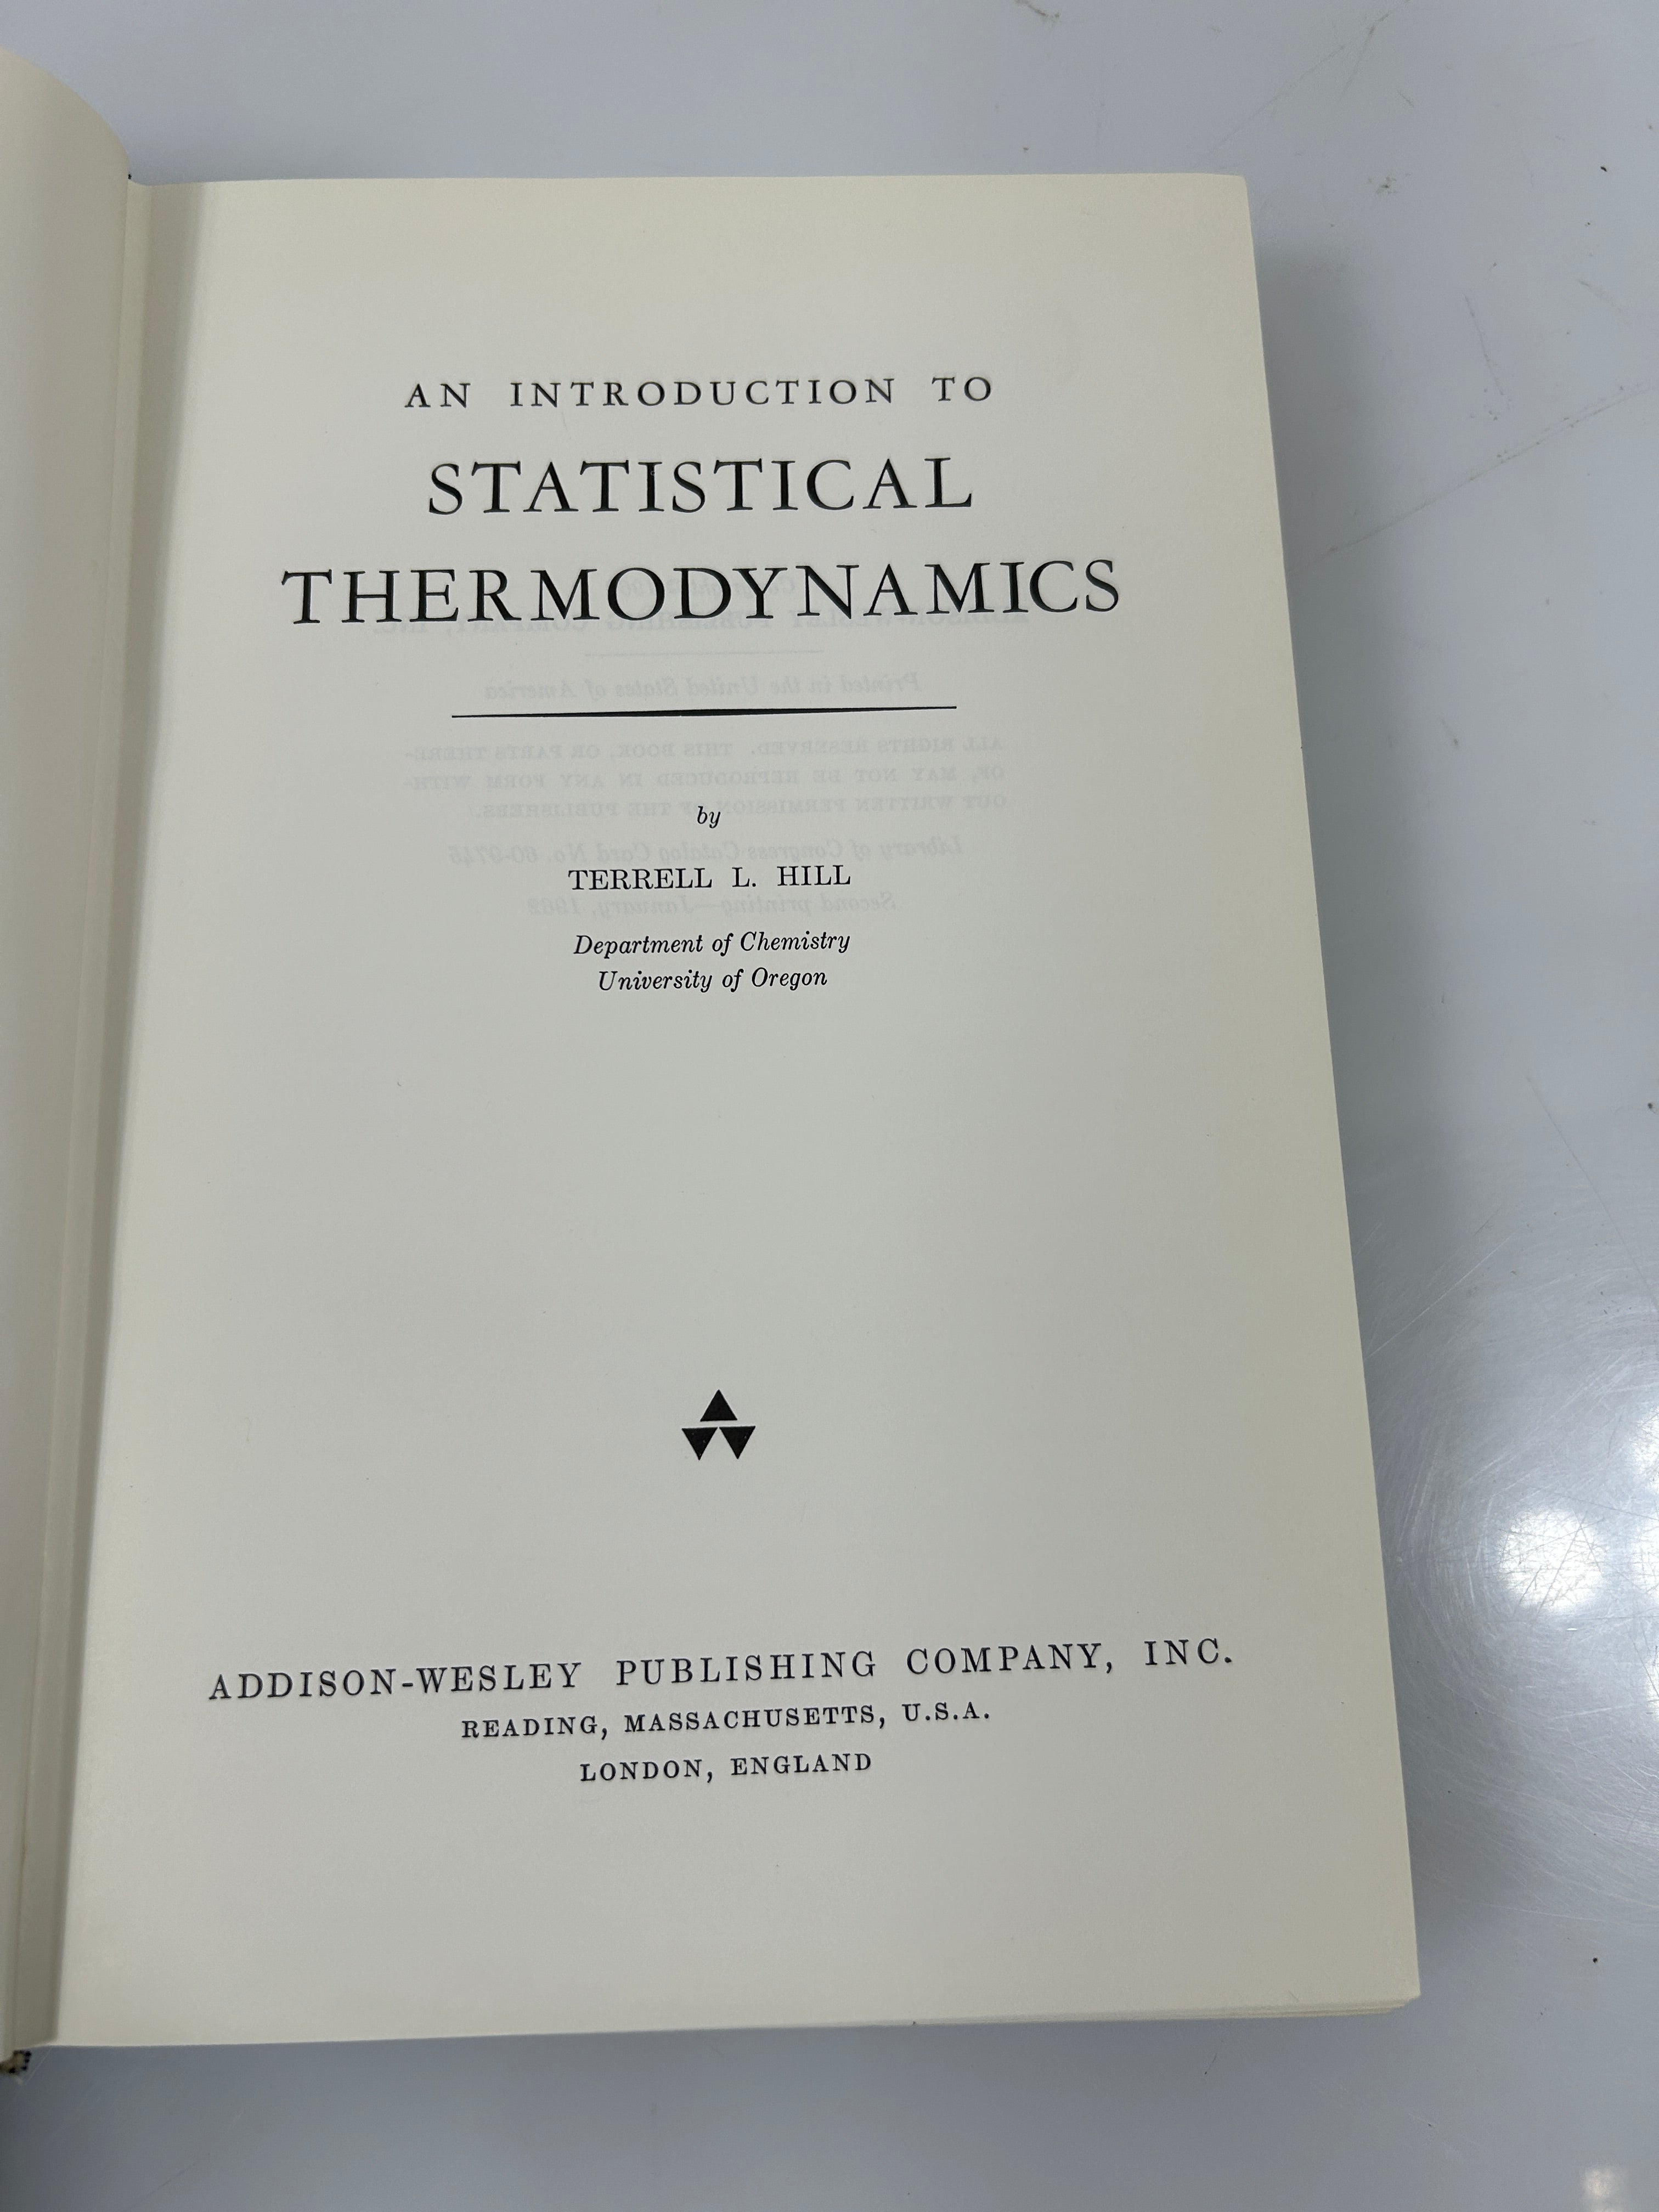 AN INTRODUCTION TO
STATISTICAL
THERMODYNAMICS
by
TERRELL L. HILL
Department of Chemistry
University of Oregon
ADDISON-WESLEY PUBLISHING COMPANY, INC.
READING, MASSACHUSETTS, U.S.A.
LONDON, ENGLAND